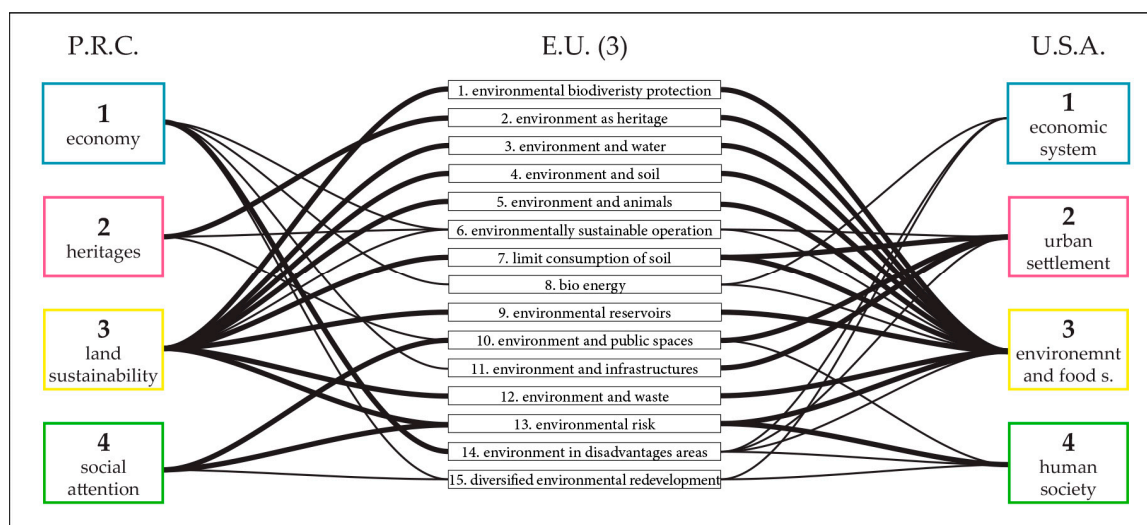 P.R.C.
E.U. (3)
U.S.A.
1
economy
2
heritages
3
land
sustainability
4
social
attention
1. environmental biodiveristy protection
2. environment as heritage
3. environment and water
4. environment and soil
5. environment and animals
6. environmentally sustainable operation
7. limit consumption of soil
8. bio energy
9. environmental reservoirs
10. environment and public spaces
11. environment and infrastructures
12. environment and waste
13. environmental risk
14. environment in disadvantages areas
15. diversified environmental redevelopment
1
economic
system
2
urban
settlement
3
environemnt
and food s.
4
human
society